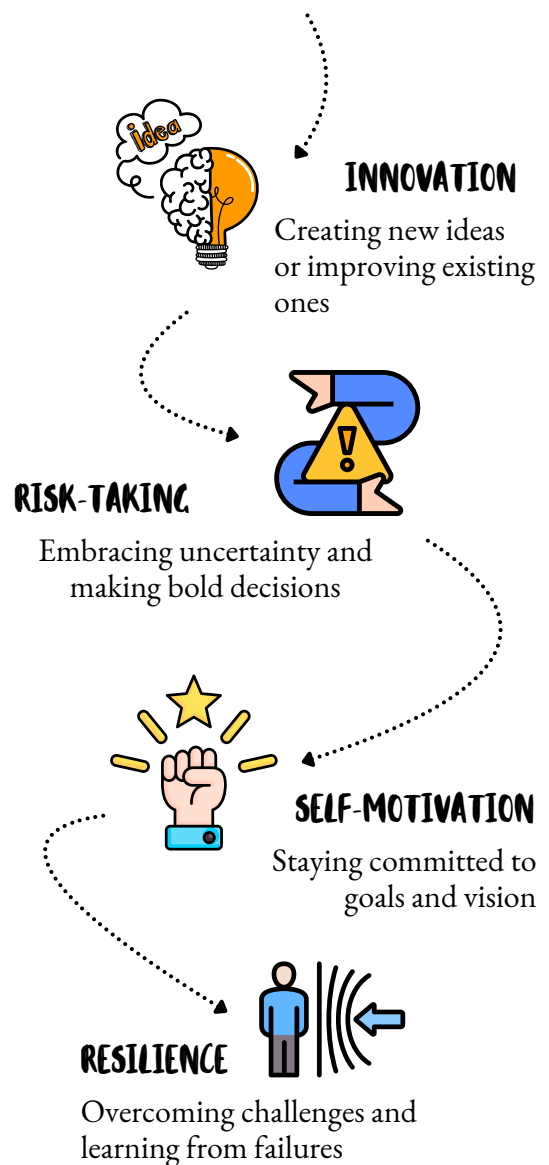 idea
INNOVATION
Creating new ideas
or improving existing
ones
RISK-TAKING
Embracing uncertainty and
making bold decisions
SELF-MOTIVATION
Staying committed to
goals and vision
RESILIENCE
Overcoming challenges and
learning from failures